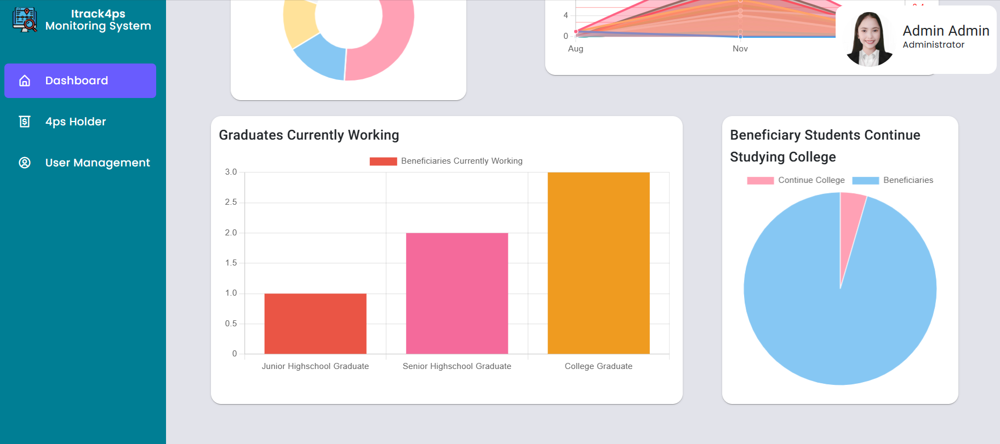 Itrack4ps
Monitoring System
Dashboard
4ps Holder
User Management
4
0
Aug
Nov
Admin Admin
Administrator
Graduates Currently Working
Beneficiaries Currently Working
3.0
2.5
2.0
1.5
1.0
0.5
0
Junior Highschool Graduate
Senior Highschool Graduate
College Graduate
Beneficiary Students Continue
Studying College
Continue College
Beneficiaries